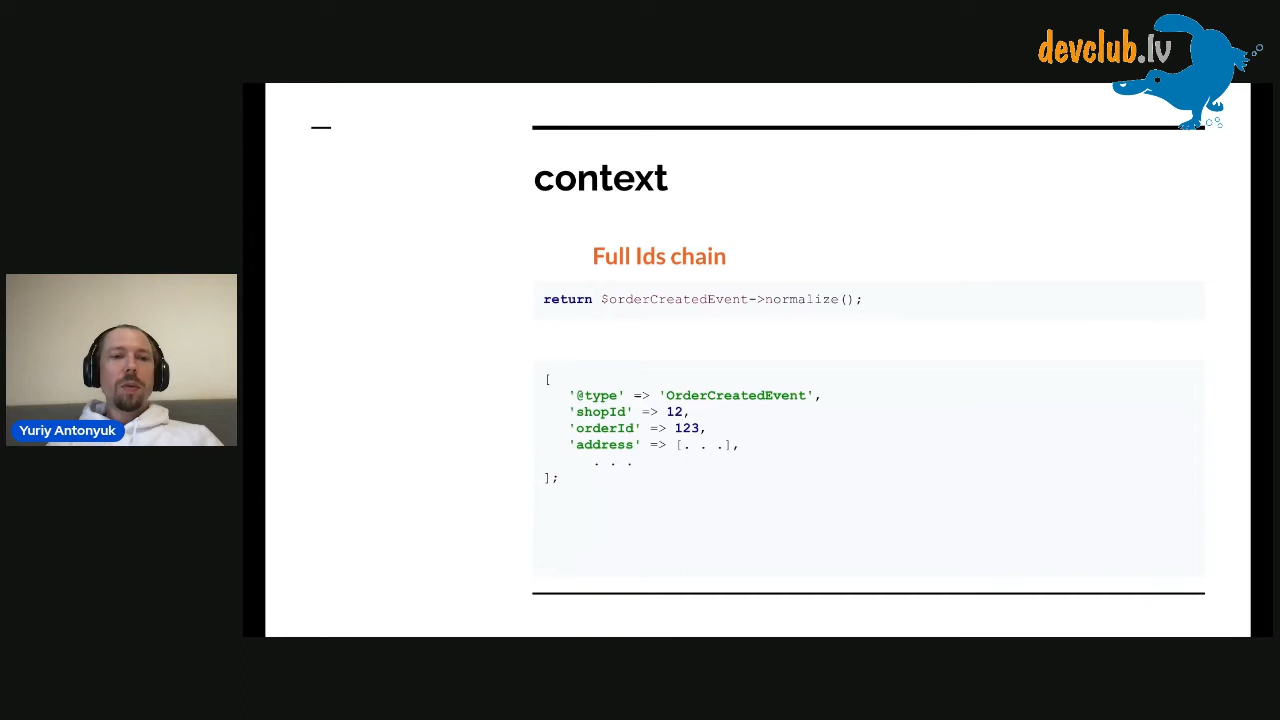 devclub.lv
context
Full Ids chain
return $orderCreatedEvent->normalize();
[
'@type' => 'OrderCreatedEvent',
'shopId' => 12,
'orderId' => 123,
'address' => [. . .],
. . .
];
Yuriy Antonyuk